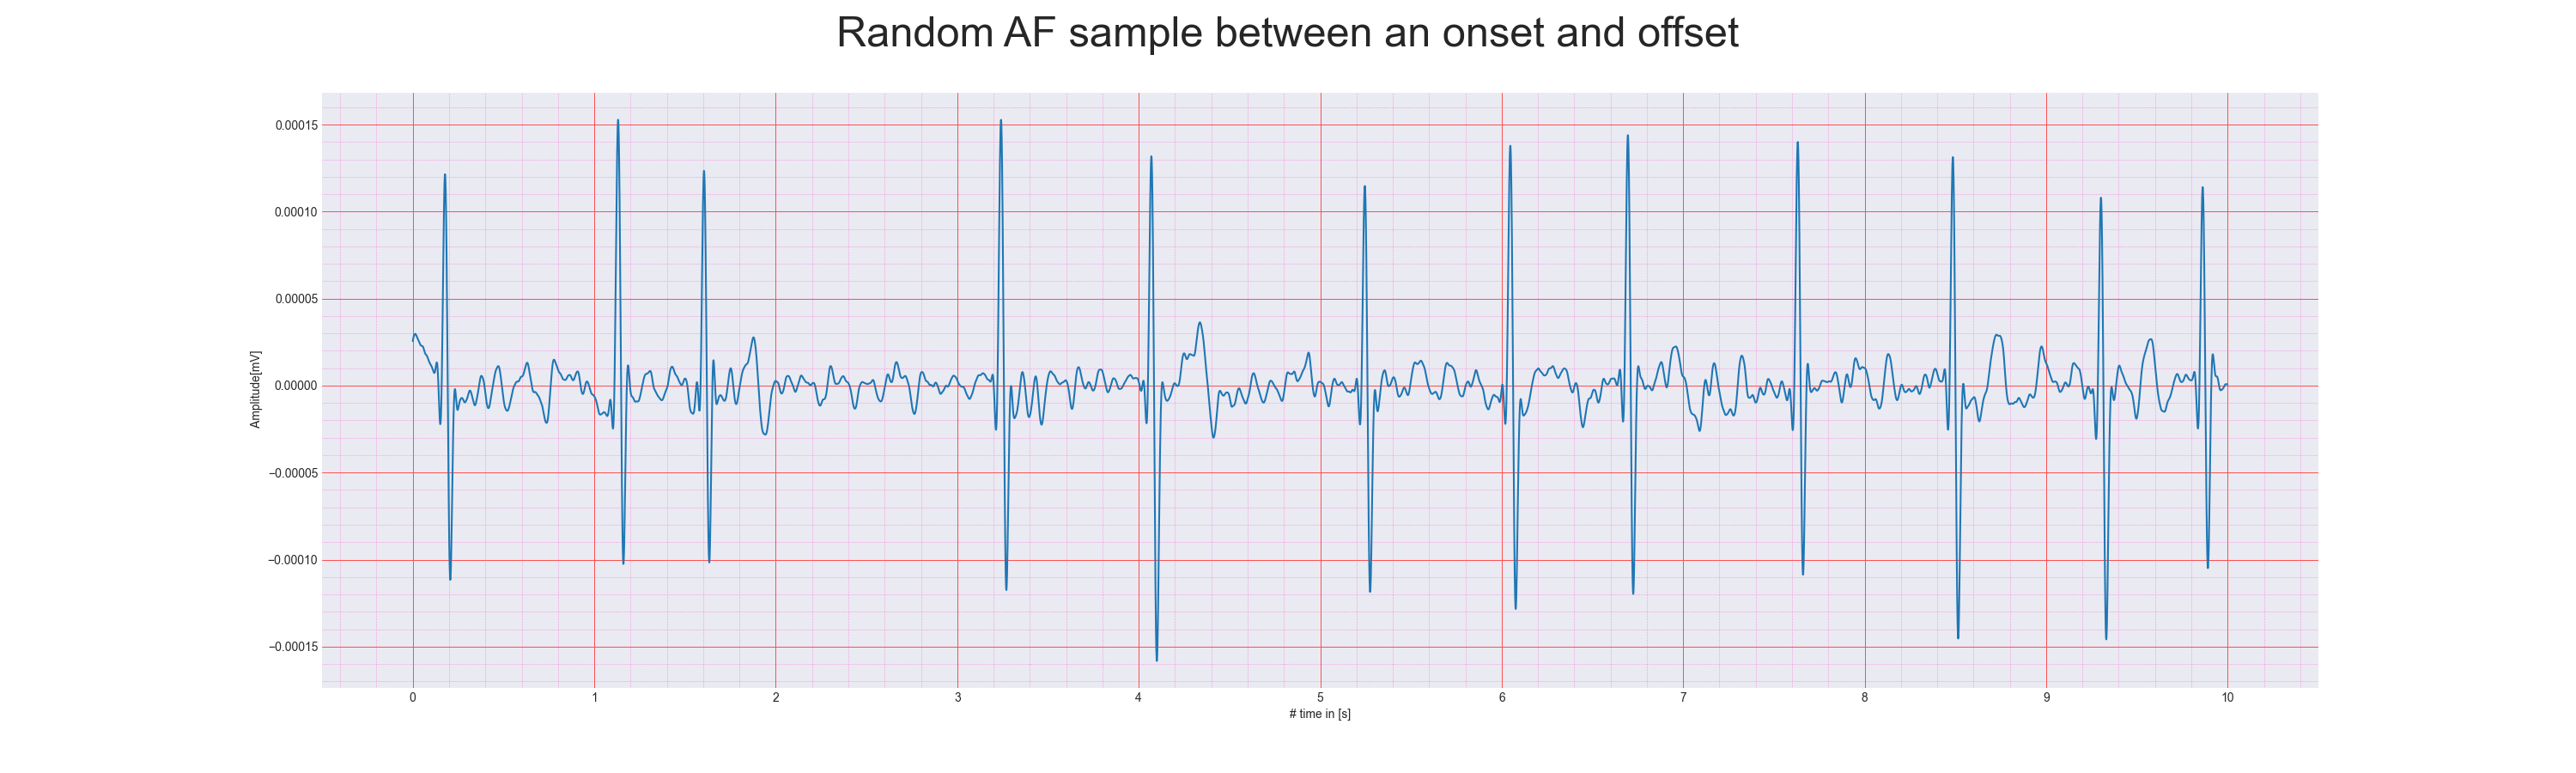 Random AF sample between an onset and offset
0.00015
0.00010
0.00005
0.00000
−0.00005
−0.00010
−0.00015
Amplitude[mV]
0 1 2 3 4 5 6 7 8 9 10
# time in [s]